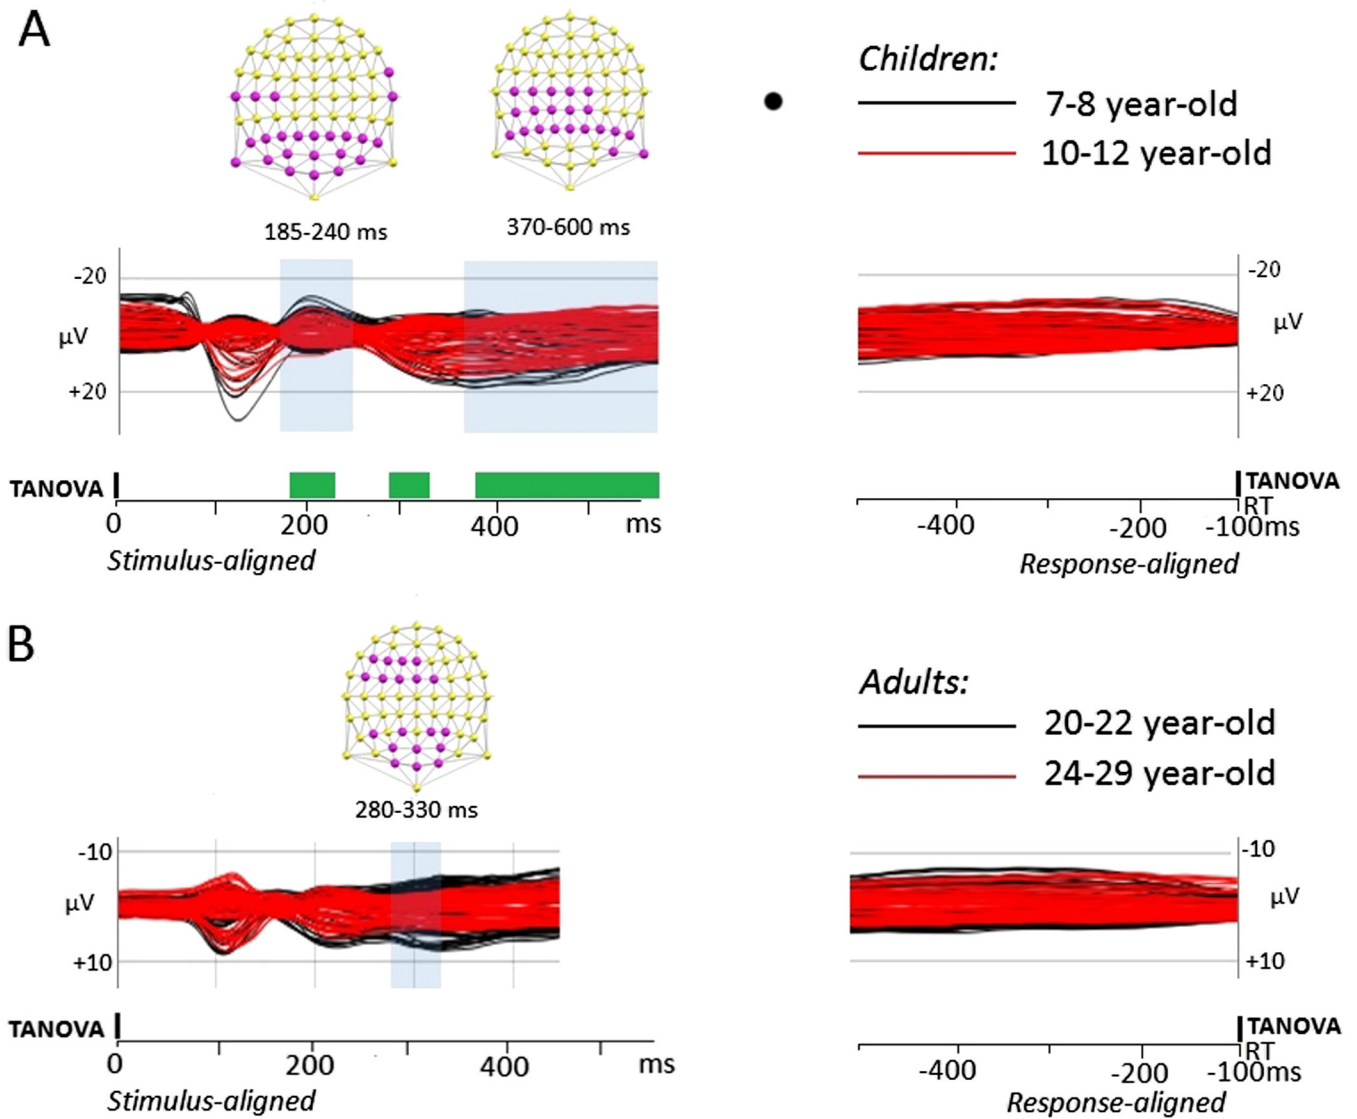 A
Children:
7-8 year-old
10-12 year-old
185-240 ms
370-600 ms
-20
µV
+20
-20
µV
+20
TANOVA
0
200
400
ms
Stimulus-aligned
TANOVA
RT
-400
-200
-100ms
Response-aligned
B
Adults:
20-22 year-old
24-29 year-old
280-330 ms
-10
µV
+10
-10
µV
+10
TANOVA
0
200
400
ms
Stimulus-aligned
TANOVA
RT
-400
-200
-100ms
Response-aligned